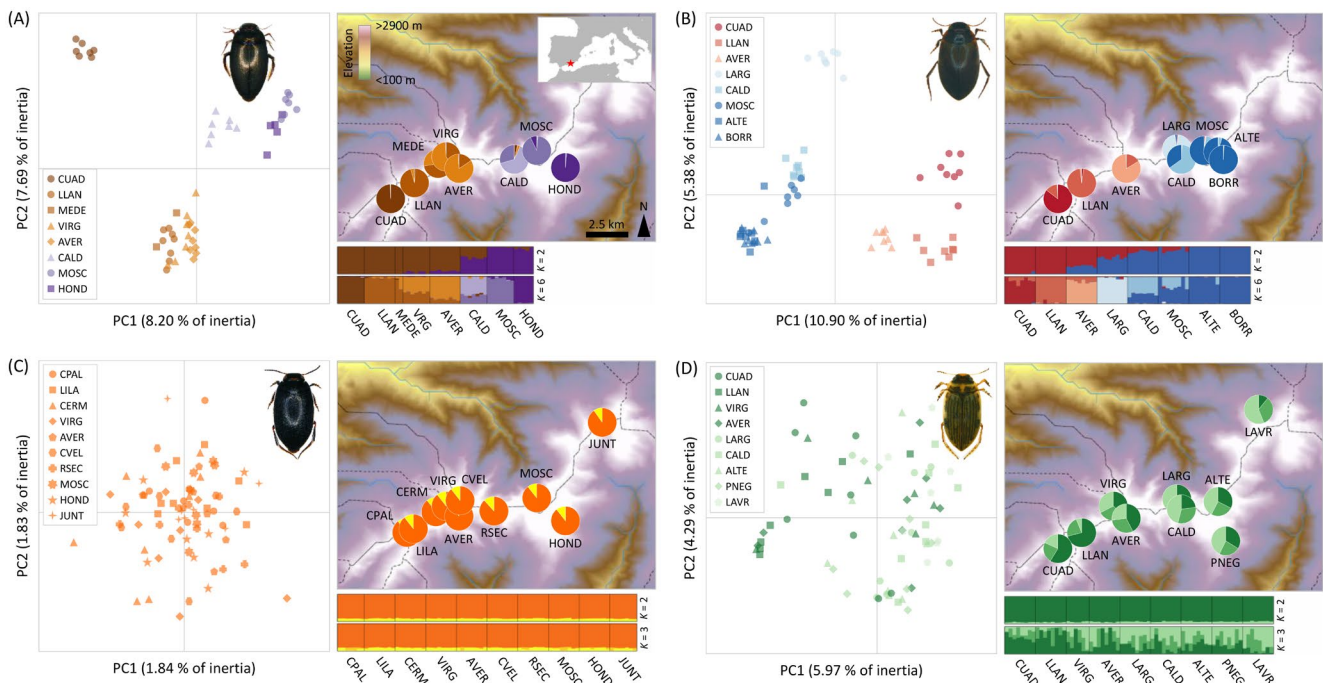 (A)
PC2 (7.69 % of inertia)
CUAD
LLAN
MEDE
VIRG
AVER
CALD
MOSC
HOND
PC1 (8.20 % of inertia)
Elevation
>2900 m
<100 m
MOSC
VIRG
MEDE
CALD
HOND
AVER
LLAN
CUAD
N
2.5 km
K = 2
K = 6
CUAD
LLAN
MEDE
VRG
AVER
CALD
MOSC
HOND
(B)
PC2 (5.38 % of inertia)
CUAD
LLAN
AVER
LARG
CALD
MOSC
ALTE
BORR
PC1 (10.90 % of inertia)
LARG
MOSC
ALTE
AVER
CALD
BORR
LLAN
CUAD
K = 2
K = 6
CUAD
LLAN
AVER
LARG
CALD
MOSC
ALTE
BORR
(C)
PC2 (1.83 % of inertia)
CPAL
LILA
CERM
VIRG
AVER
CVEL
RSEC
MOSC
HOND
JUNT
PC1 (1.84 % of inertia)
JUNT
MOSC
VIRG
CVEL
CERM
CPAL
RSEC
AVER
HOND
LILA
K = 2
K = 3
CPAL
LILA
CERM
VIRG
AVER
CVEL
RSEC
MOSC
HOND
JUNT
(D)
PC2 (4.29 % of inertia)
CUAD
LLAN
VIRG
AVER
LARG
CALD
ALTE
PNEG
LAVR
PC1 (5.97 % of inertia)
LAVR
LARG
ALTE
VIRG
CALD
AVER
LLAN
PNEG
CUAD
K = 2
K = 3
CUAD
LLAN
VIRG
AVER
LARG
CALD
ALTE
PNEG
LAVR